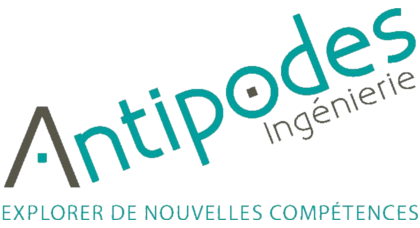 Antipodes
Ingénierie
EXPLORER DE NOUVELLES COMPÉTENCES